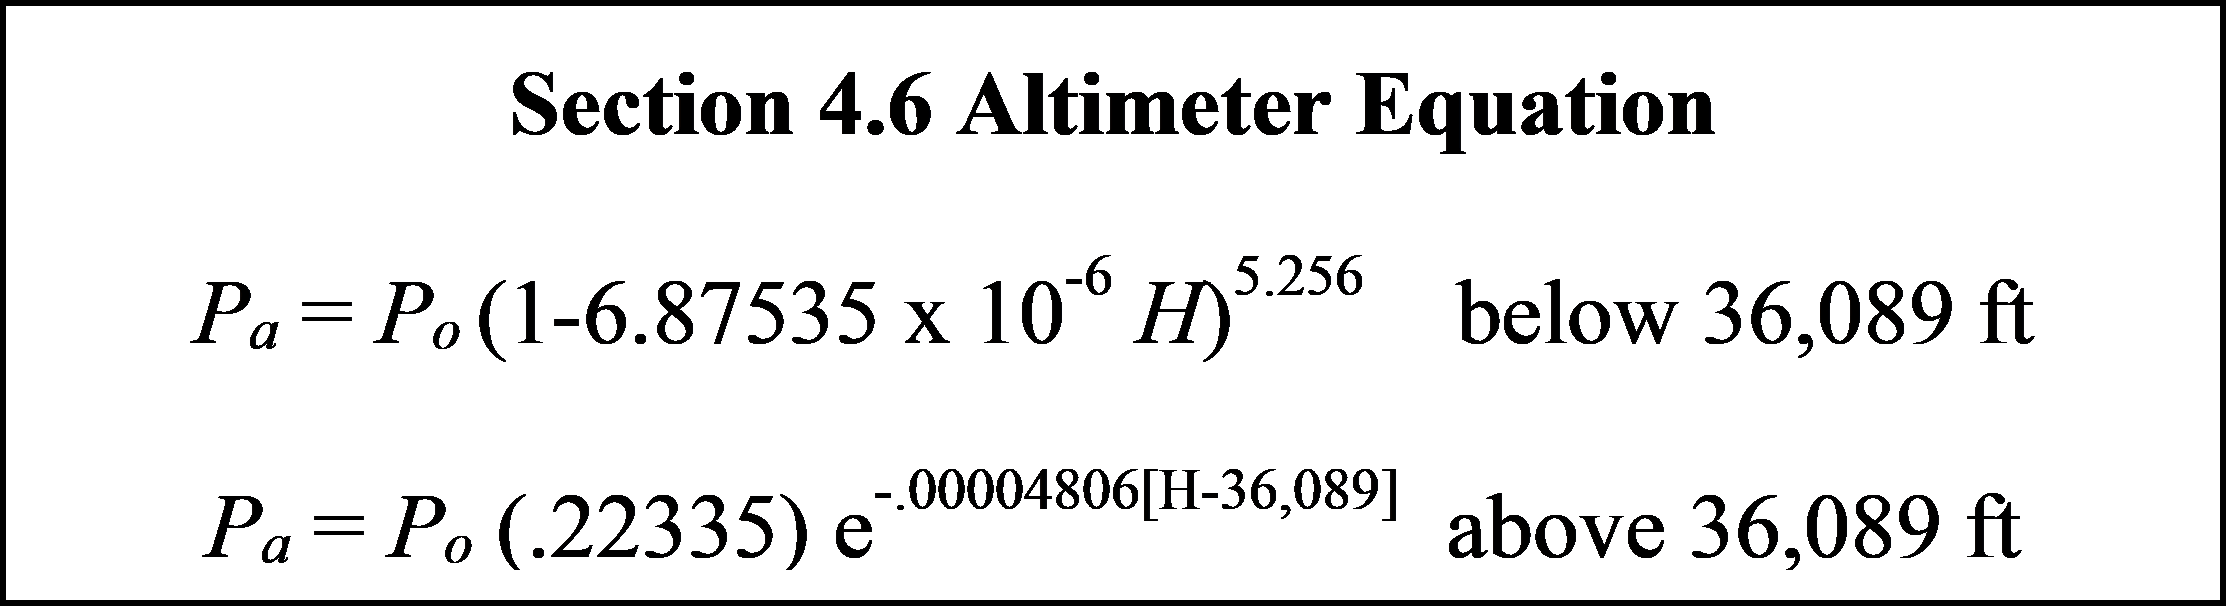 Section 4.6 Altimeter Equation
Pₐ = Pₒ (1-6.87535 x 10⁻⁶ H)⁵·²⁵⁶ below 36,089 ft
Pₐ = Pₒ (.22335) e^-.00004806[H-36,089] above 36,089 ft